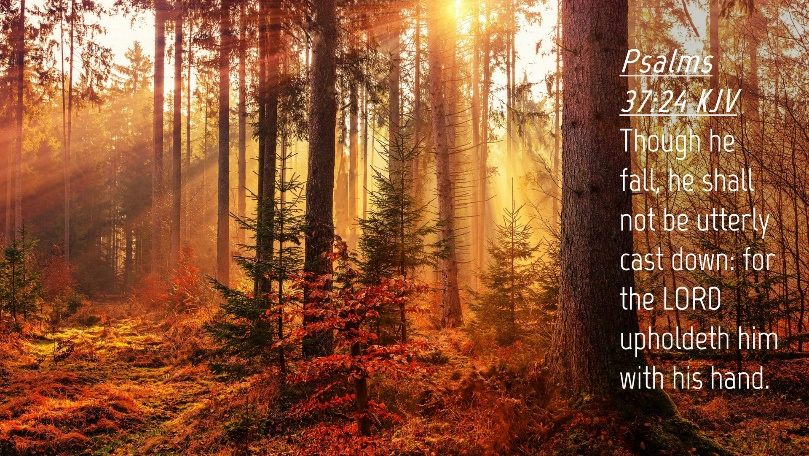 Psalms
37:24 KJV
Though he
fall, he shall
not be utterly
cast down: for
the LORD
upholdeth him
with his hand.